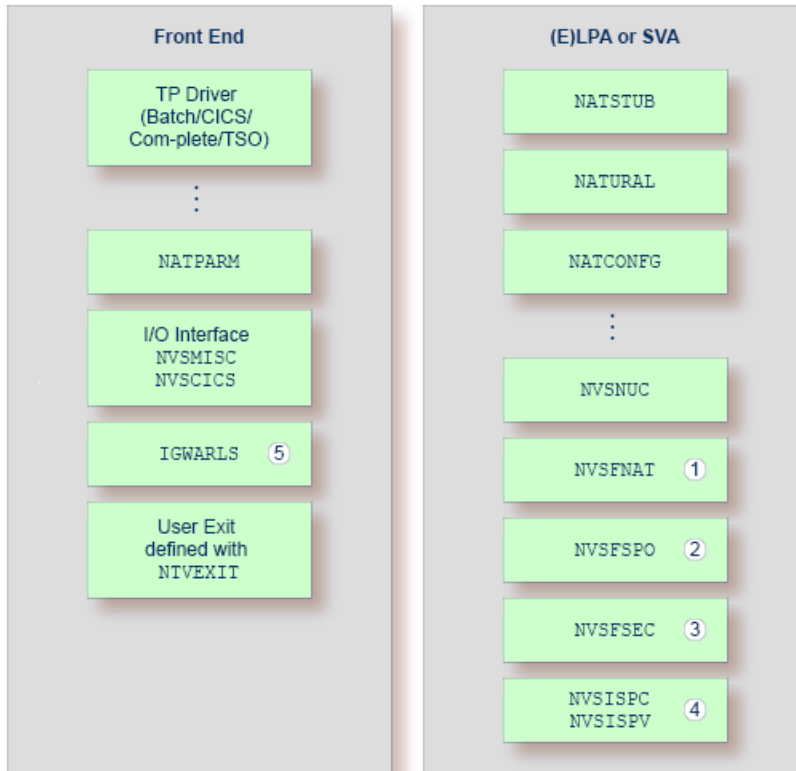 Front End
TP Driver
(Batch/CICS/
Com-plete/TSO)
NATPARM
I/O Interface
NVSMISC
NVSCICS
IGWARLS 5
User Exit
defined with
NTVEXIT
(E)LPA or SVA
NATSTUB
NATURAL
NATCONFG
NVSNUC
NVSFNAT 1
NVSFSPO 2
NVSFSEC 3
NVSISPC
NVSISPV 4